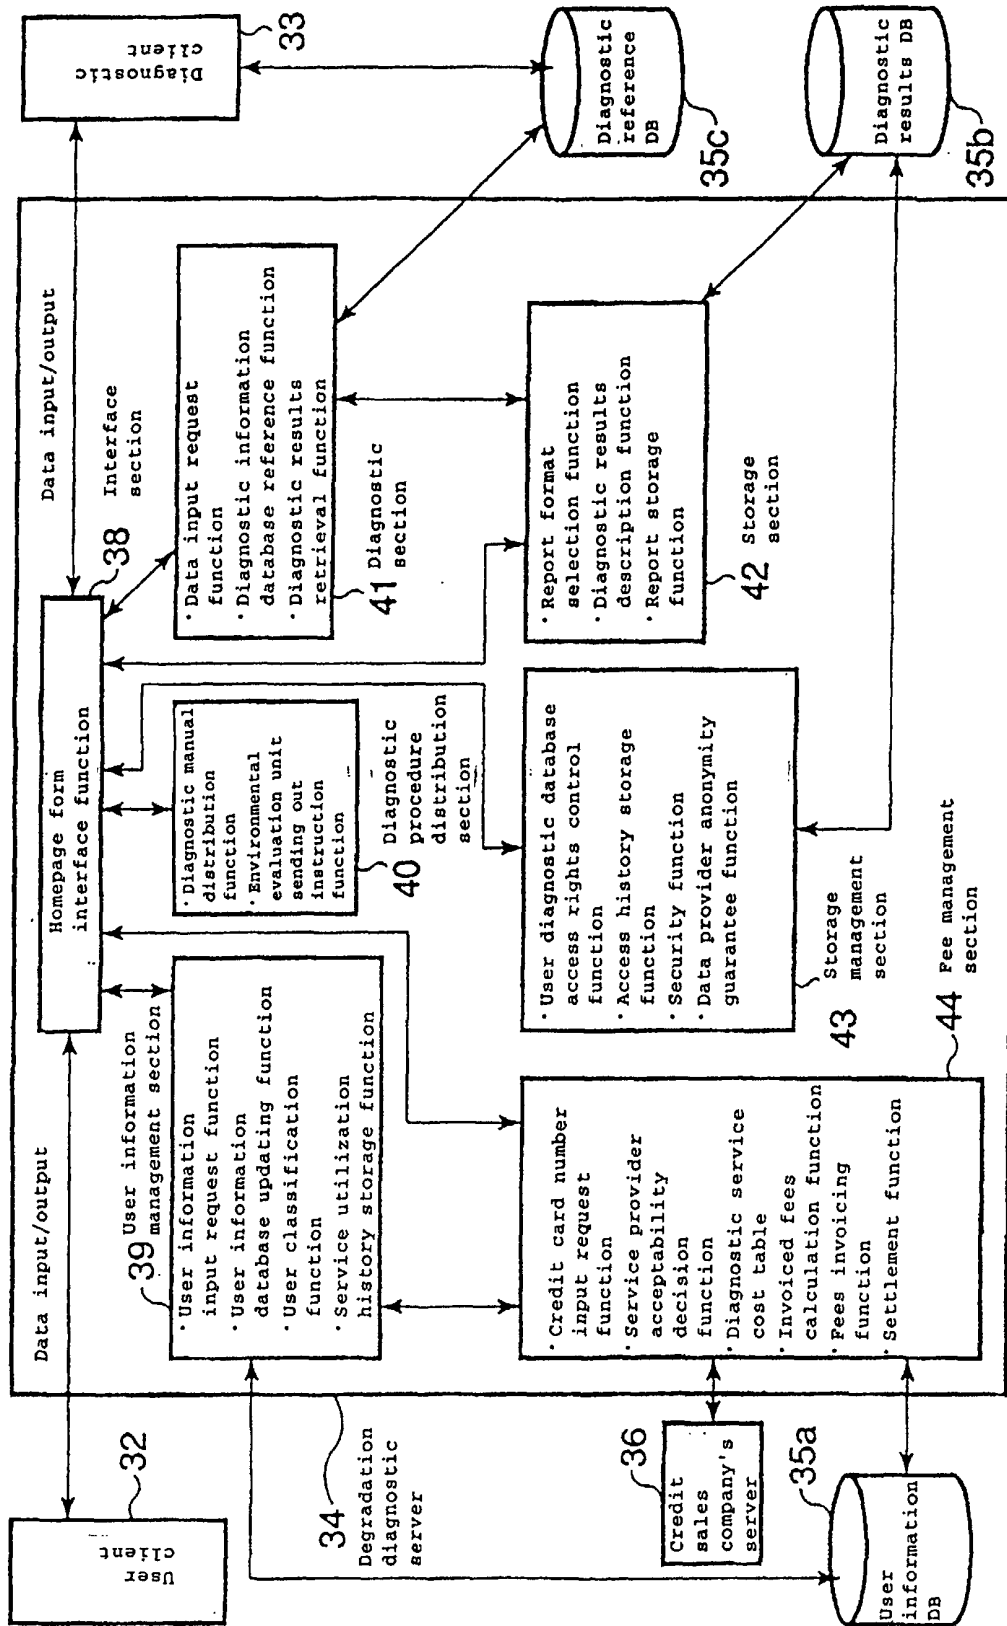 User
client
32
Data input/output
Homepage form
interface function
38
Interface
section
Data input/output
Diagnostic
client
33
34
Degradation
diagnostic
server
39
User information
management section
· User information
input request function
· User information
database updating function
· User classification
function
· Service utilization
history storage function
· Diagnostic manual
distribution
function
· Environmental
evaluation unit
sending out
instruction
function
40
Diagnostic
procedure
distribution
section
· Data input request
function
· Diagnostic information
database reference function
· Diagnostic results
retrieval function
41
Diagnostic
section
Diagnostic
reference
DB
35c
36
Credit
sales
company's
server
· Credit card number
input request
function
· Service provider
acceptability
decision
function
· Diagnostic service
cost table
· Invoiced fees
calculation function
· Fees invoicing
function
· Settlement function
44
Fee management
section
· User diagnostic database
access rights control
function
· Access history storage
function
· Security function
· Data provider anonymity
guarantee function
43
Storage
management
section
· Report format
selection function
· Diagnostic results
description function
· Report storage
function
42
Storage
section
User
information
DB
35a
Diagnostic
results DB
35b